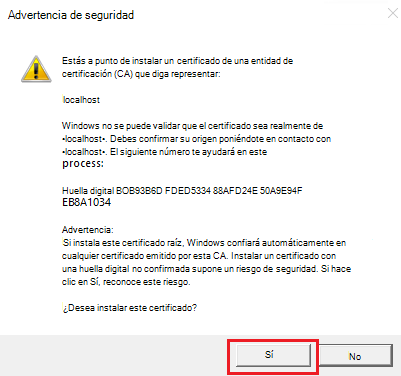 Advertencia de seguridad
Estás a punto de instalar un certificado de una entidad de
certificación (CA) que diga representar:
localhost
Windows no se puede validar que el certificado sea realmente de
•localhost•. Debes confirmar su origen poniéndote en contacto con
•localhost•. El siguiente número te ayudará en este
process:
Huella digital BOB93B6D FDED5334 88AFD24E 50A9E94F
EB8A1034
Advertencia:
Si instala este certificado raíz, Windows confiará automáticamente en
cualquier certificado emitido por esta CA. Instalar un certificado con
una huella digital no confirmada supone un riesgo de seguridad. Si hace
clic en Sí, reconoce este riesgo.
¿Desea instalar este certificado?
Sí
No